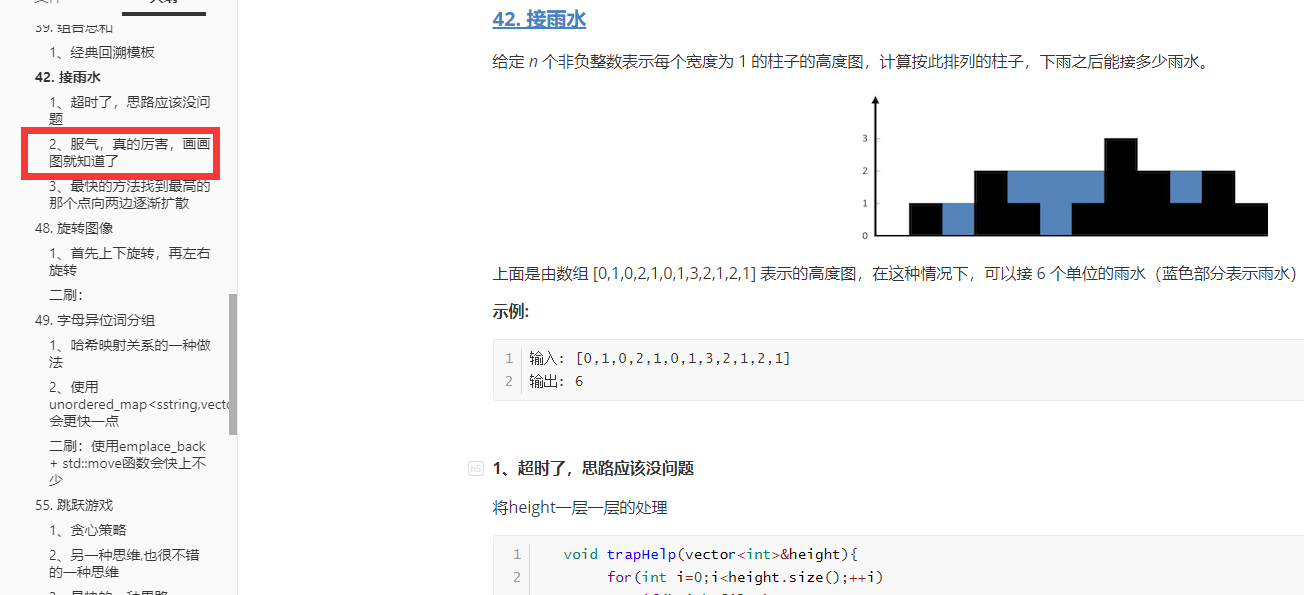 39. 组合总和
1、经典回溯模板
42. 接雨水
1、超时了，思路应该没问
题
2、服气，真的厉害，画画
图就知道了
3、最快的方法找到最高的
那个点向两边逐渐扩散
48. 旋转图像
1、首先上下旋转，再左右
旋转
二刷：
49. 字母异位词分组
1、哈希映射关系的一种做
法
2、使用
unordered_map<sstring,vect
会更快一点
二刷：使用emplace_back
+ std::move函数会快上不
少
55. 跳跃游戏
1、贪心策略
2、另一种思维,也很不错
的一种思维
42. 接雨水
给定 n 个非负整数表示每个宽度为 1 的柱子的高度图，计算按此排列的柱子，下雨之后能接多少雨水。
3
2
1
0
上面是由数组 [0,1,0,2,1,0,1,3,2,1,2,1] 表示的高度图，在这种情况下，可以接 6 个单位的雨水（蓝色部分表示雨水）
示例:
1 输入: [0,1,0,2,1,0,1,3,2,1,2,1]
2 输出: 6
h5 1、超时了，思路应该没问题
将height一层一层的处理
1 void trapHelp(vector<int>&height){
2 for(int i=0;i<height.size();++i)